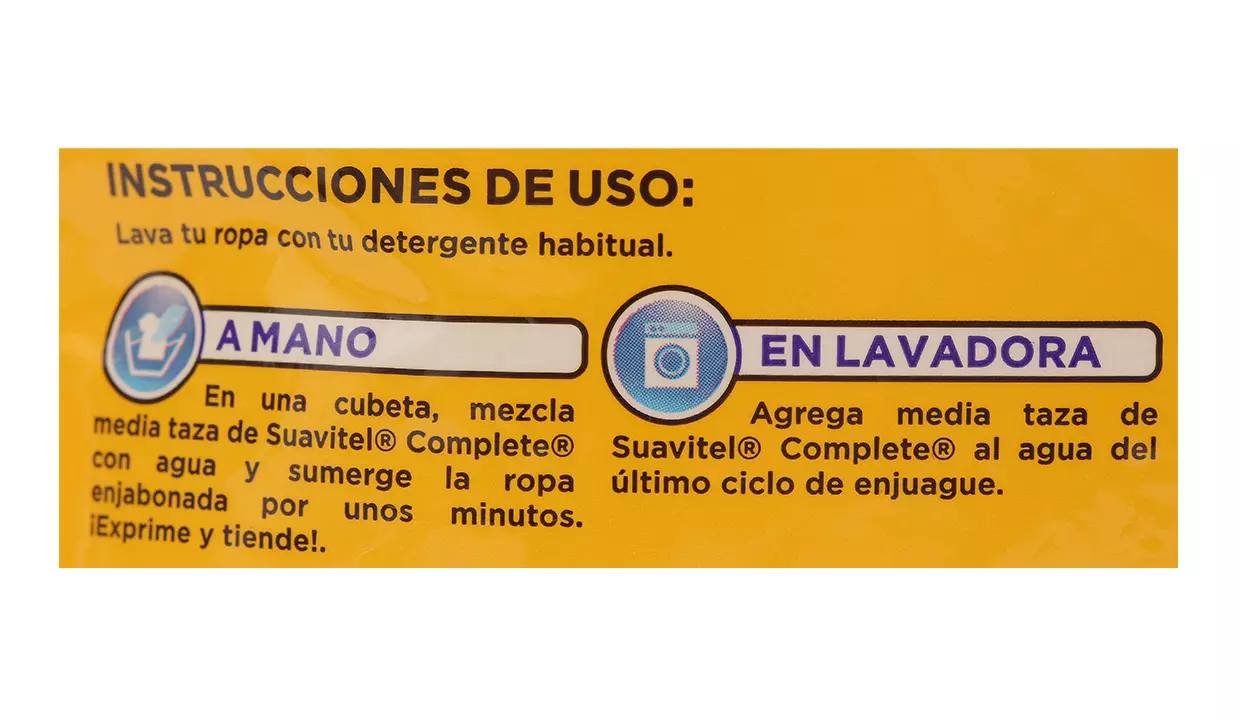 INSTRUCCIONES DE USO:
Lava tu ropa con tu detergente habitual.
A MANO
En una cubeta, mezcla
media taza de Suavitel® Complete®
con agua y sumerge la ropa
enjabonada por unos minutos.
¡Exprime y tiende!.
EN LAVADORA
Agrega media taza de
Suavitel® Complete® al agua del
último ciclo de enjuague.